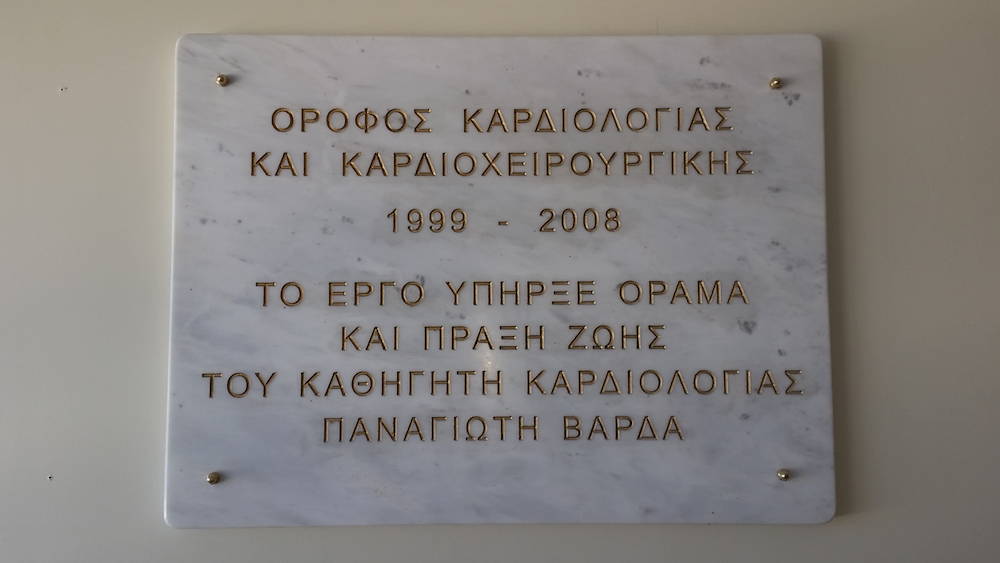 ΟΡΟΦΟΣ ΚΑΡΔΙΟΛΟΓΙΑΣ
ΚΑΙ ΚΑΡΔΙΟΧΕΙΡΟΥΡΓΙΚΗΣ
1999 - 2008
ΤΟ ΕΡΓΟ ΥΠΗΡΞΕ ΟΡΑΜΑ
ΚΑΙ ΠΡΑΞΗ ΖΩΗΣ
ΤΟΥ ΚΑΘΗΓΗΤΗ ΚΑΡΔΙΟΛΟΓΙΑΣ
ΠΑΝΑΓΙΩΤΗ ΒΑΡΔΑ